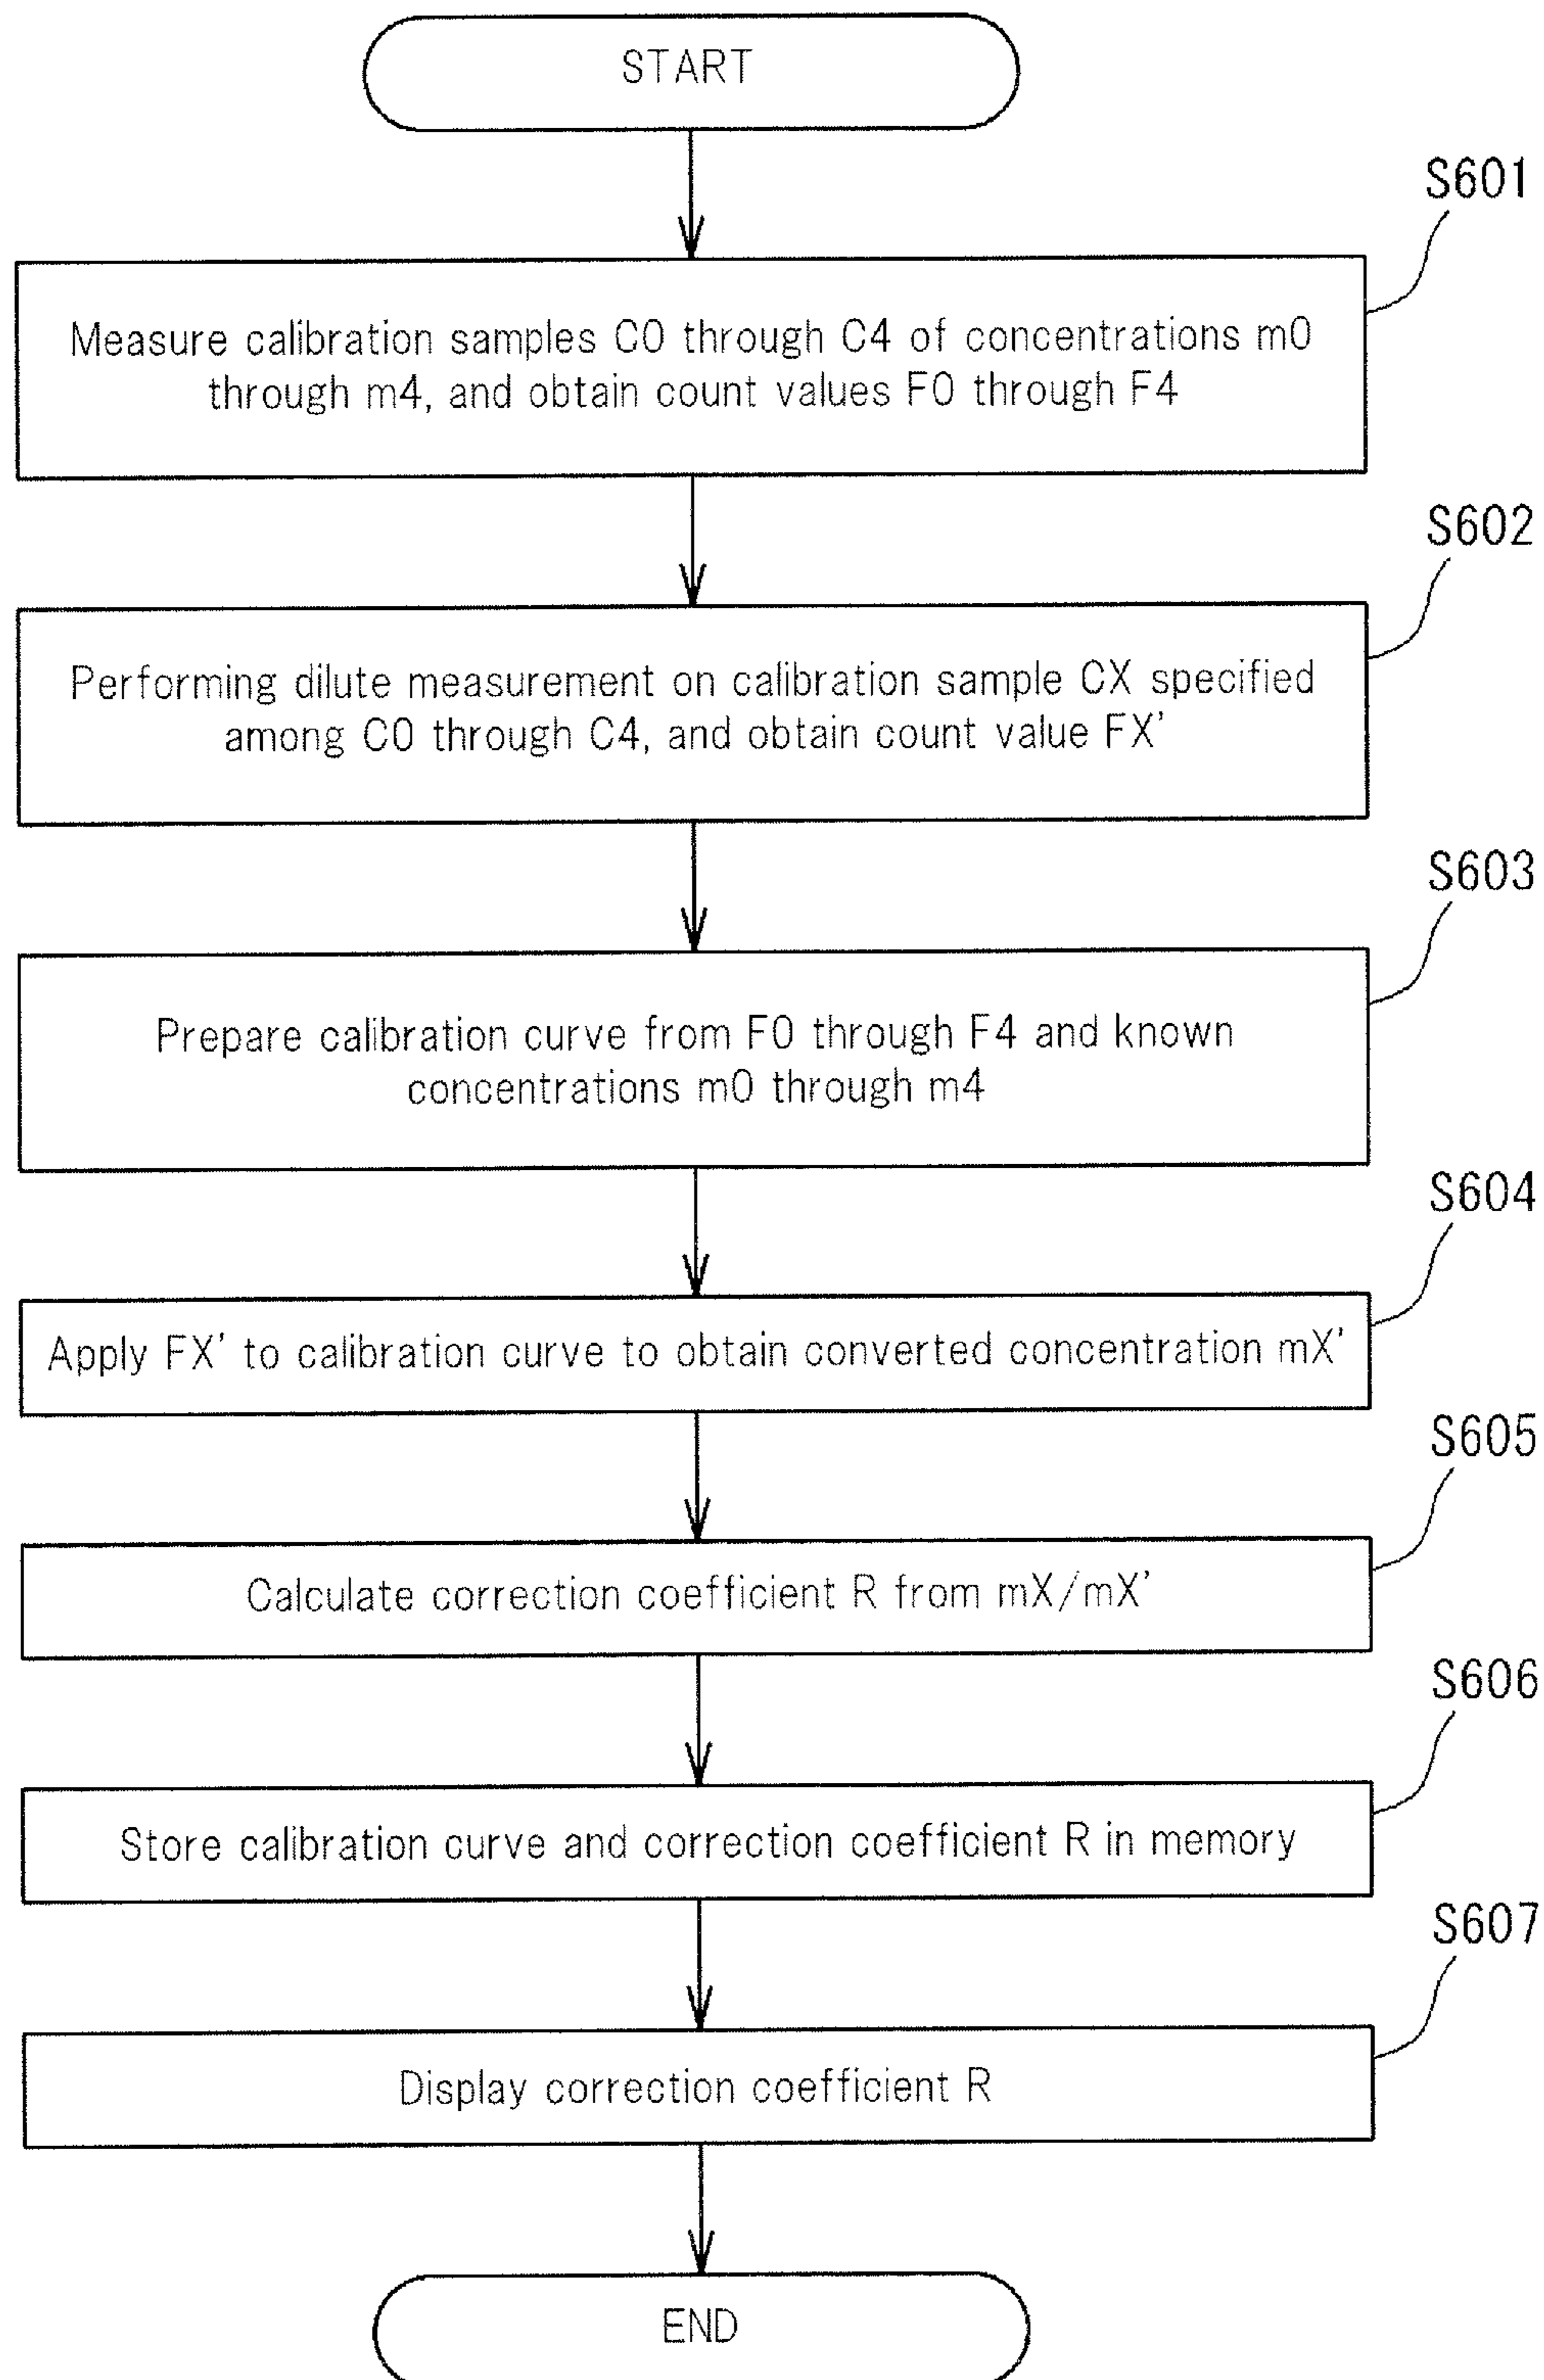 START
S601
Measure calibration samples C0 through C4 of concentrations m0
through m4, and obtain count values F0 through F4
S602
Performing dilute measurement on calibration sample CX specified
among C0 through C4, and obtain count value FX'
S603
Prepare calibration curve from F0 through F4 and known
concentrations m0 through m4
S604
Apply FX' to calibration curve to obtain converted concentration mX'
S605
Calculate correction coefficient R from mX/mX'
S606
Store calibration curve and correction coefficient R in memory
S607
Display correction coefficient R
END